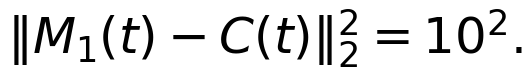 ‖M₁(t) − C(t)‖₂² = 10².